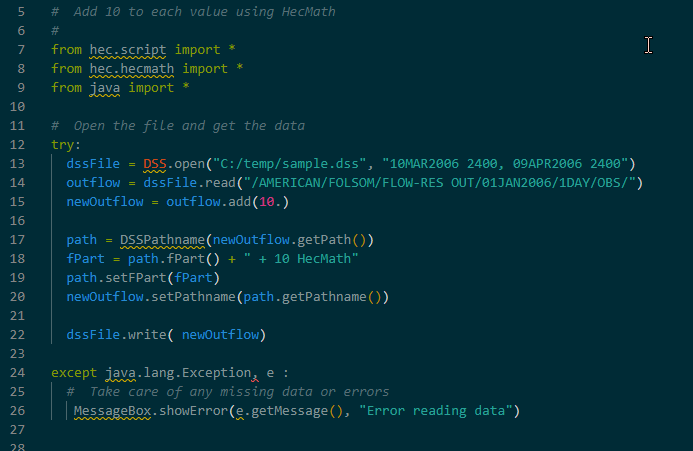 5 #  Add 10 to each value using HecMath
6 #
7 from hec.script import *
8 from hec.hecmath import *
9 from java import *
10
11 #  Open the file and get the data
12 try:
13   dssFile = DSS.open("C:/temp/sample.dss", "10MAR2006 2400, 09APR2006 2400")
14   outflow = dssFile.read("/AMERICAN/FOLSOM/FLOW-RES OUT/01JAN2006/1DAY/OBS/")
15   newOutflow = outflow.add(10.)
16
17   path = DSSPathname(newOutflow.getPath())
18   fPart = path.fPart() + " + 10 HecMath"
19   path.setFPart(fPart)
20   newOutflow.setPathname(path.getPathname())
21
22   dssFile.write( newOutflow)
23
24 except java.lang.Exception, e :
25   #  Take care of any missing data or errors
26    MessageBox.showError(e.getMessage(), "Error reading data")
27
28